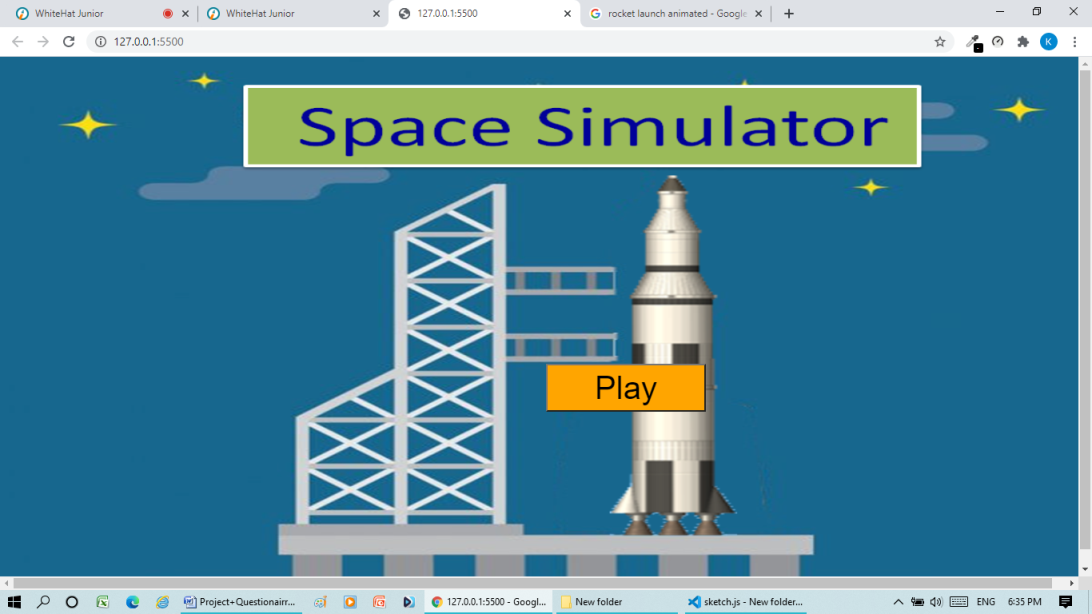 WhiteHat Junior
WhiteHat Junior
127.0.0.1:5500
rocket launch animated - Google
127.0.0.1:5500
K
Space Simulator
Play
Project+Questionairr...
127.0.0.1:5500 - Googl...
New folder
sketch.js - New folder...
ENG
6:35 PM